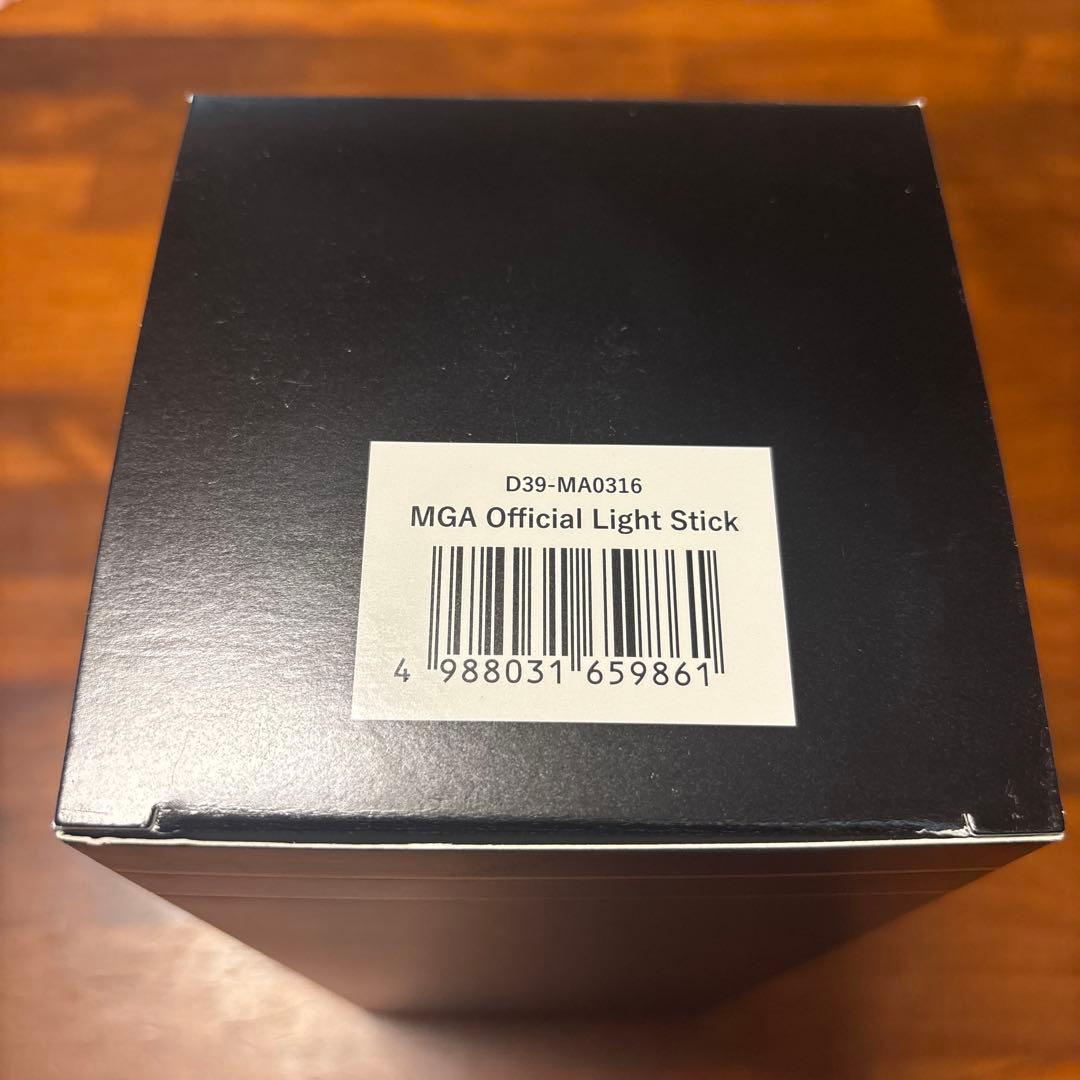 D39-MA0316
MGA Official Light Stick
4 988031 659861